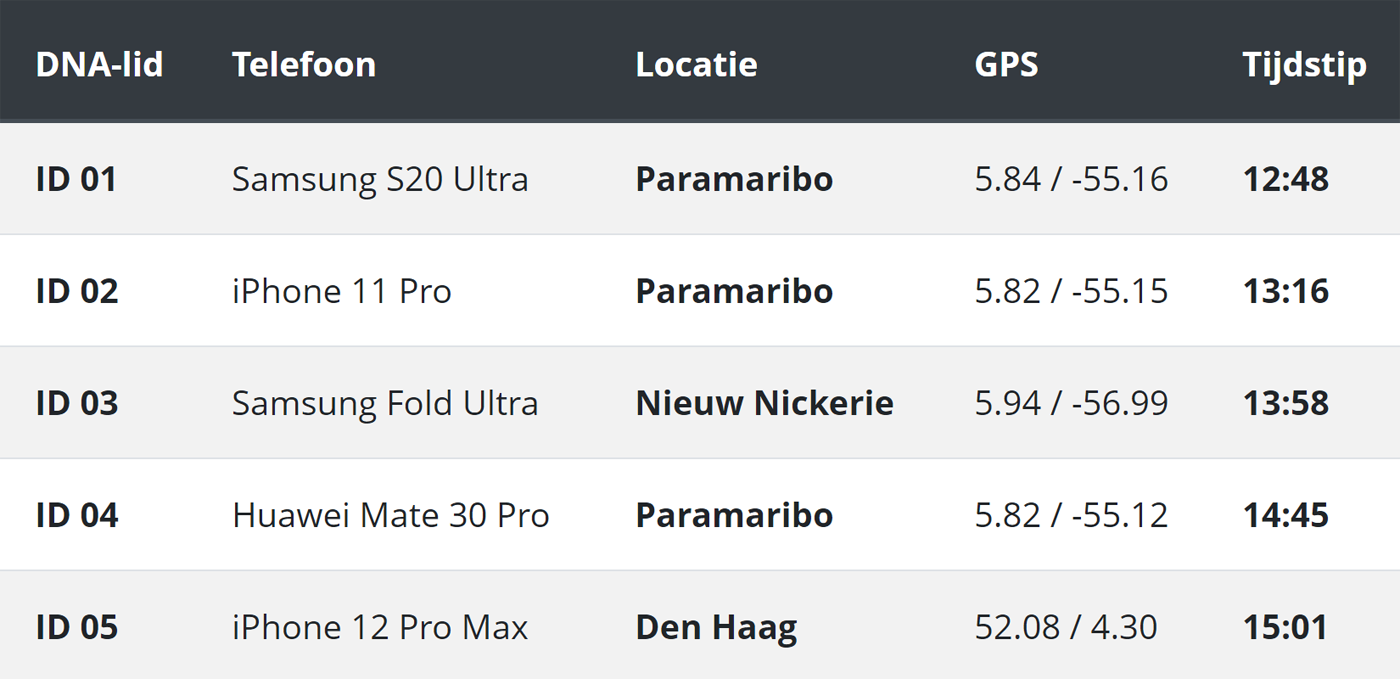 DNA-lid Telefoon Locatie GPS Tijdstip
ID 01 Samsung S20 Ultra Paramaribo 5.84 / -55.16 12:48
ID 02 iPhone 11 Pro Paramaribo 5.82 / -55.15 13:16
ID 03 Samsung Fold Ultra Nieuw Nickerie 5.94 / -56.99 13:58
ID 04 Huawei Mate 30 Pro Paramaribo 5.82 / -55.12 14:45
ID 05 iPhone 12 Pro Max Den Haag 52.08 / 4.30 15:01